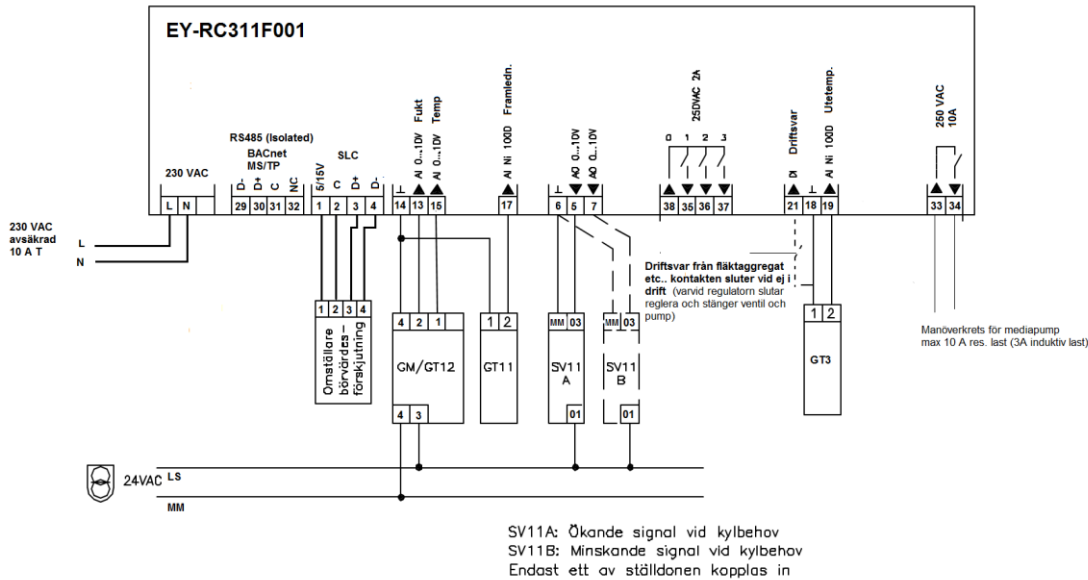 EY-RC311F001
230 VAC
RS485 (Isolated)
BACnet
MS/TP
SLC
D-
D+
C
NC
5/15V
C
D+
D-
⊥
AI 0...10V Fukt
AI 0...10V Temp
AI Ni 1000 Framledn.
⊥
AO 0...10V
AO 0...10V
250VAC 2A
0
1
2
3
DI Driftsvar
⊥
AI Ni 1000 Utetemp.
250 VAC
10A
L
N
29
30
31
32
1
2
3
4
14
13
15
17
6
5
7
38
35
36
37
21
18
19
33
34
230 VAC
avsäkrad
10 A T
L
N
Driftsvar från fläktaggregat
etc.. kontakten sluter vid ej i
drift (varvid regulatorn slutar
reglera och stänger ventil och
pump)
Manöverkrets för mediapump
max 10 A res. last (3A induktiv last)
1
2
3
4
Omställare
börvärdes-
förskjutning
4
2
1
GM/GT12
4
3
1
2
GT11
MM
03
SV11
A
01
MM
03
SV11
B
01
1
2
GT3
24VAC
LS
MM
SV11A: Ökande signal vid kylbehov
SV11B: Minskande signal vid kylbehov
Endast ett av ställdonen kopplas in